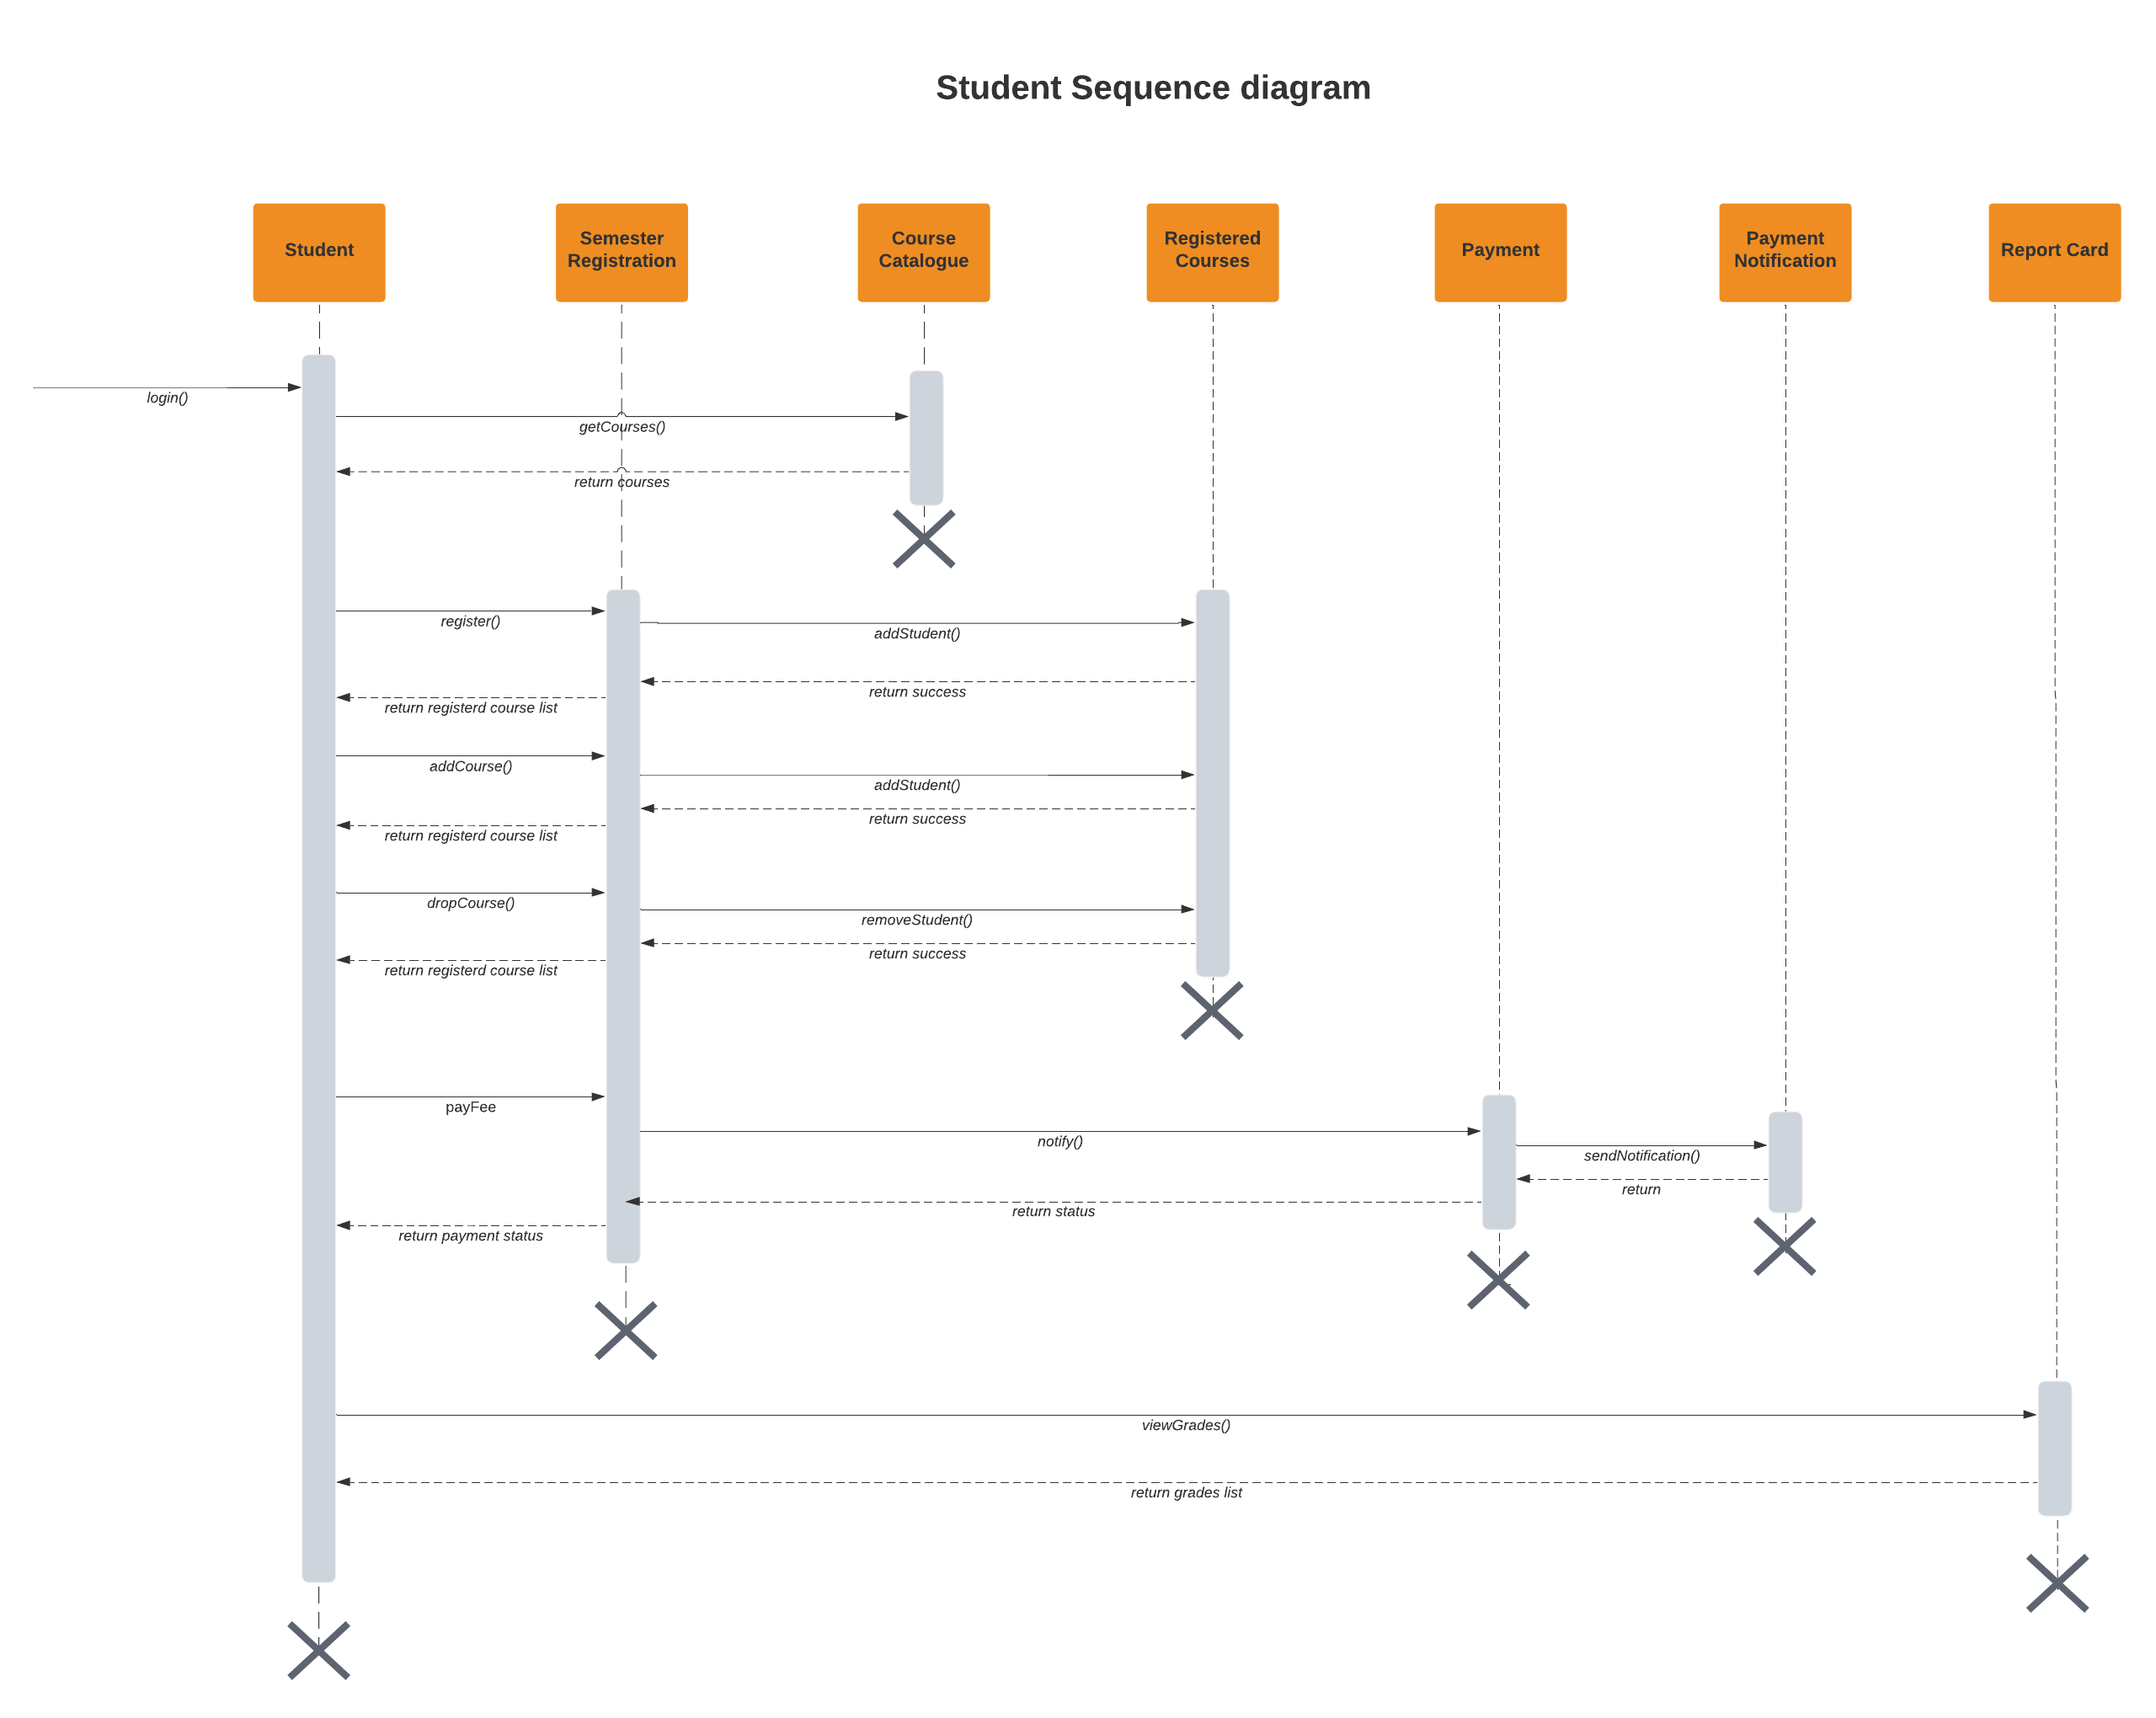 Student Sequence diagram
Student
Semester
Registration
Course
Catalogue
Registered
Courses
Payment
Payment
Notification
Report Card
login()
getCourses()
return courses
register()
addStudent()
return success
return registerd course list
addCourse()
addStudent()
return success
return registerd course list
dropCourse()
removeStudent()
return success
return registerd course list
payFee
notify()
sendNotification()
return
return status
return payment status
viewGrades()
return grades list